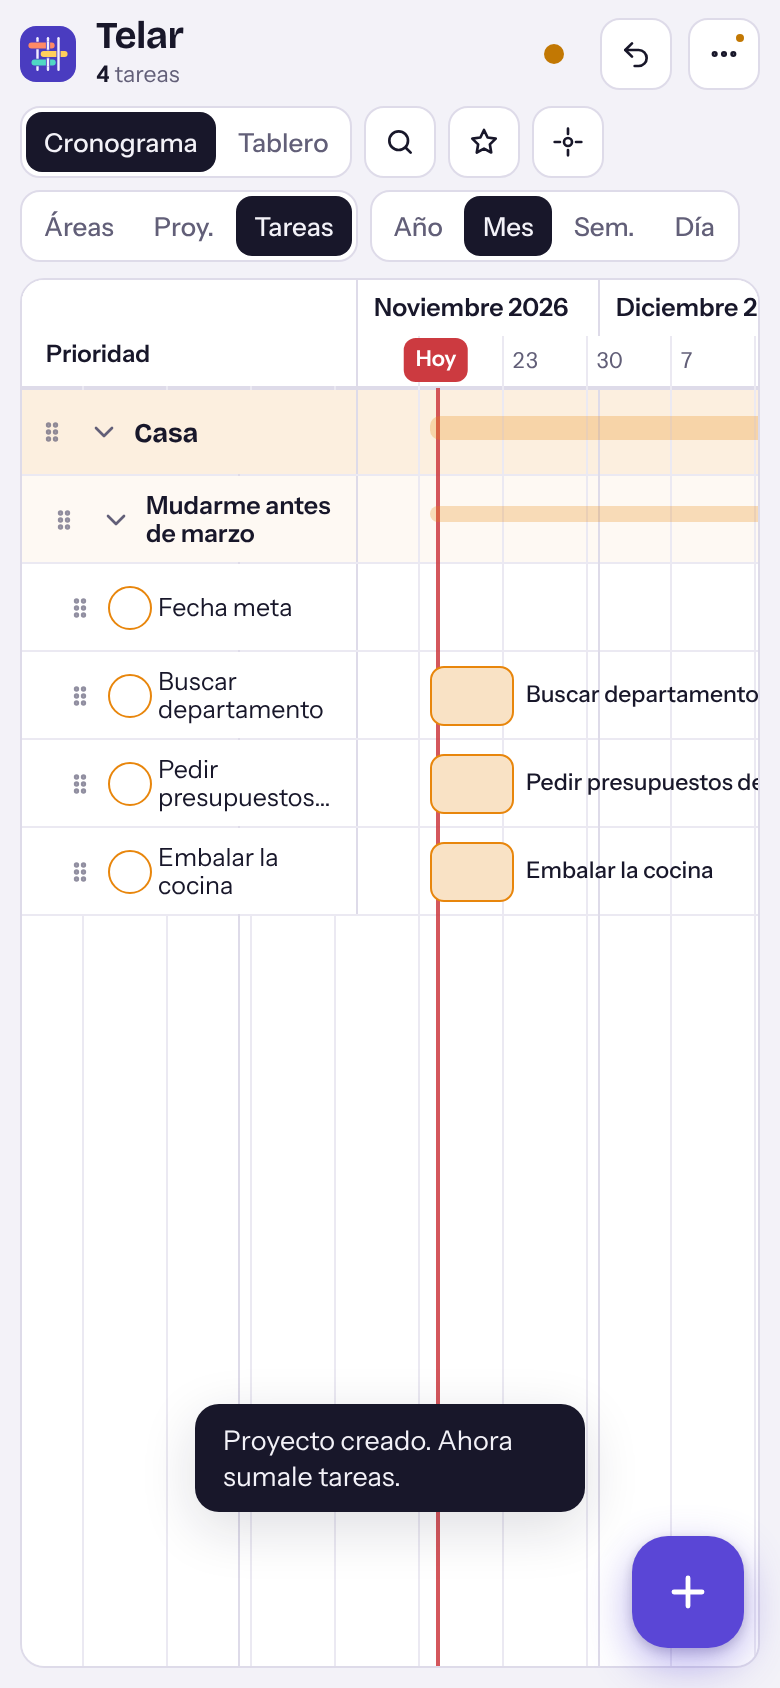 Telar
4 tareas
Cronograma
Tablero
Áreas
Proy.
Tareas
Año
Mes
Sem.
Día
Noviembre 2026
Diciembre 2
Prioridad
Hoy
23
30
7
Casa
Mudarme antes
de marzo
Fecha meta
Buscar
departamento
Buscar departamento
Pedir
presupuestos...
Pedir presupuestos de
Embalar la
cocina
Embalar la cocina
Proyecto creado. Ahora
sumale tareas.